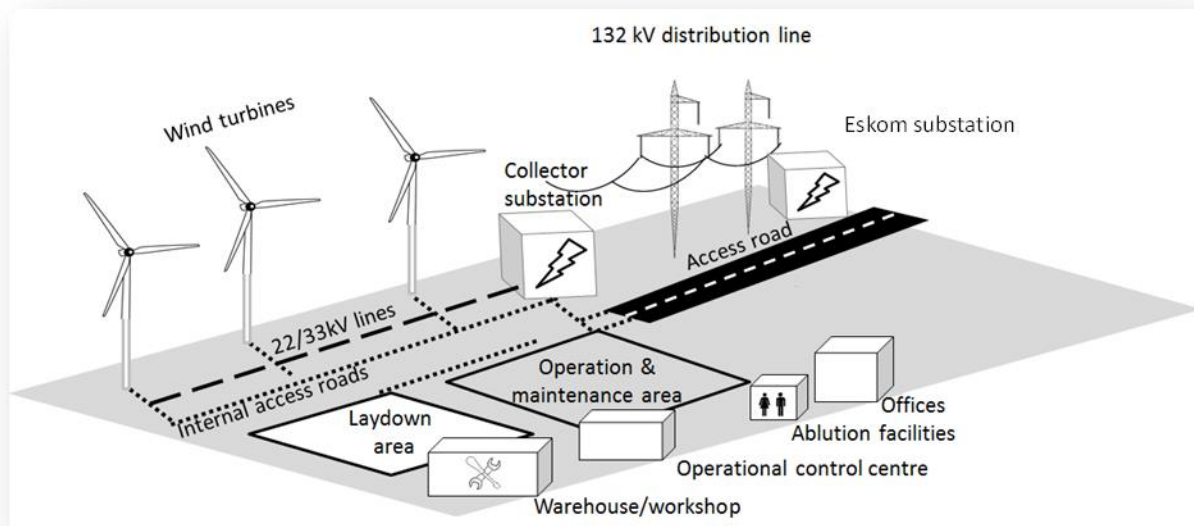 132 kV distribution line
Wind turbines
Eskom substation
Collector
substation
Access road
22/33kV lines
Internal access roads
Operation &
maintenance area
Laydown
area
Offices
Ablution facilities
Operational control centre
Warehouse/workshop